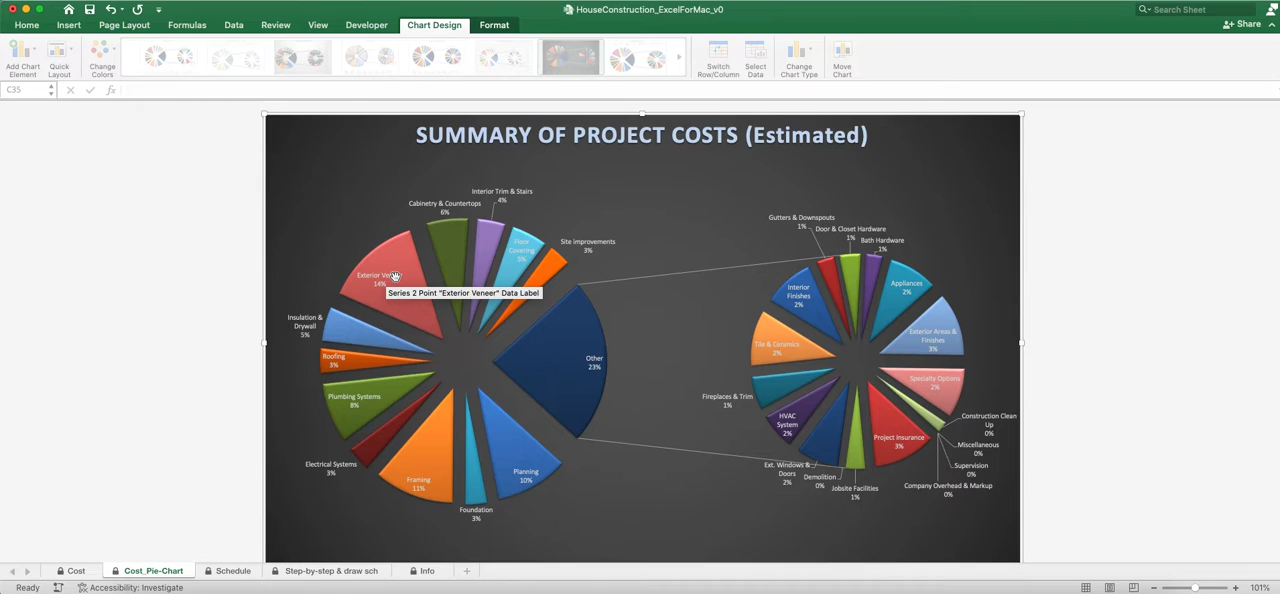 HouseConstruction_ExcelForMac_v0
Search Sheet
Home Insert Page Layout Formulas Data Review View Developer Chart Design Format
Share
Add Chart
Element
Quick
Layout
Change
Colors
Switch
Row/Column
Select
Data
Change
Chart Type
Move
Chart
C35
fx
SUMMARY OF PROJECT COSTS (Estimated)
Interior Trim & Stairs
4%
Cabinetry & Countertops
6%
Floor
Covering
5%
Site improvements
3%
Exterior
14%
Series 2 Point "Exterior Veneer" Data Label
Insulation &
Drywall
5%
Roofing
3%
Plumbing Systems
8%
Electrical Systems
3%
Framing
11%
Foundation
3%
Planning
10%
Other
23%
Gutters & Downspouts
1%
Door & Closet Hardware
1%
Bath Hardware
1%
Interior
Finishes
2%
Appliances
2%
Exterior Areas &
Finishes
3%
Tile & Ceramics
2%
Specialty Options
2%
Fireplaces & Trim
1%
HVAC
System
2%
Ext. Windows &
Doors
2%
Demolition
0%
Jobsite Facilities
1%
Project Insurance
3%
Construction Clean
Up
0%
Miscellaneous
0%
Supervision
0%
Company Overhead & Markup
0%
Cost Cost_Pie-Chart Schedule Step-by-step & draw sch Info
Ready Accessibility: Investigate 101%